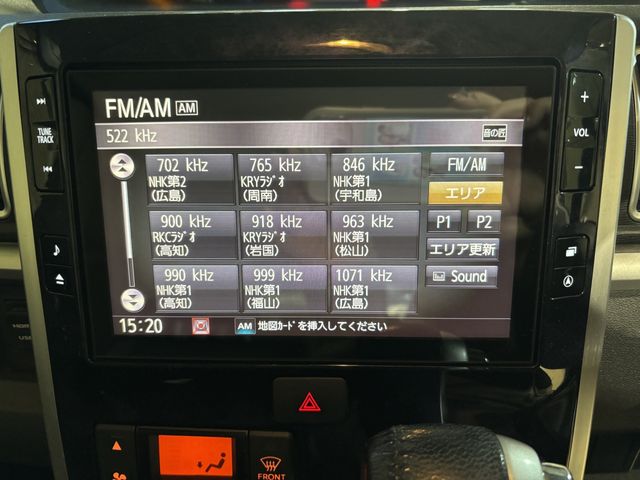 FM/AM AM
522 kHz 音の匠
702 kHz
NHK第2
(広島)
765 kHz
KRYラジオ
(周南)
846 kHz
NHK第1
(宇和島)
FM/AM
エリア
900 kHz
RKCラジオ
(高知)
918 kHz
KRYラジオ
(岩国)
963 kHz
NHK第1
(松山)
P1 P2
エリア更新
990 kHz
NHK第1
(高知)
999 kHz
NHK第1
(福山)
1071 kHz
NHK第1
(広島)
Sound
15:20 AM 地図カードを挿入してください
TUNE
TRACK
+
VOL
-
FRONT